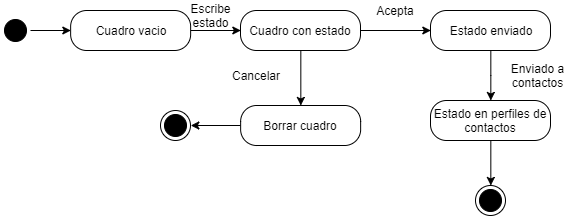 Cuadro vacio
Escribe
estado
Cuadro con estado
Acepta
Estado enviado
Cancelar
Enviado a
contactos
Borrar cuadro
Estado en perfiles de
contactos